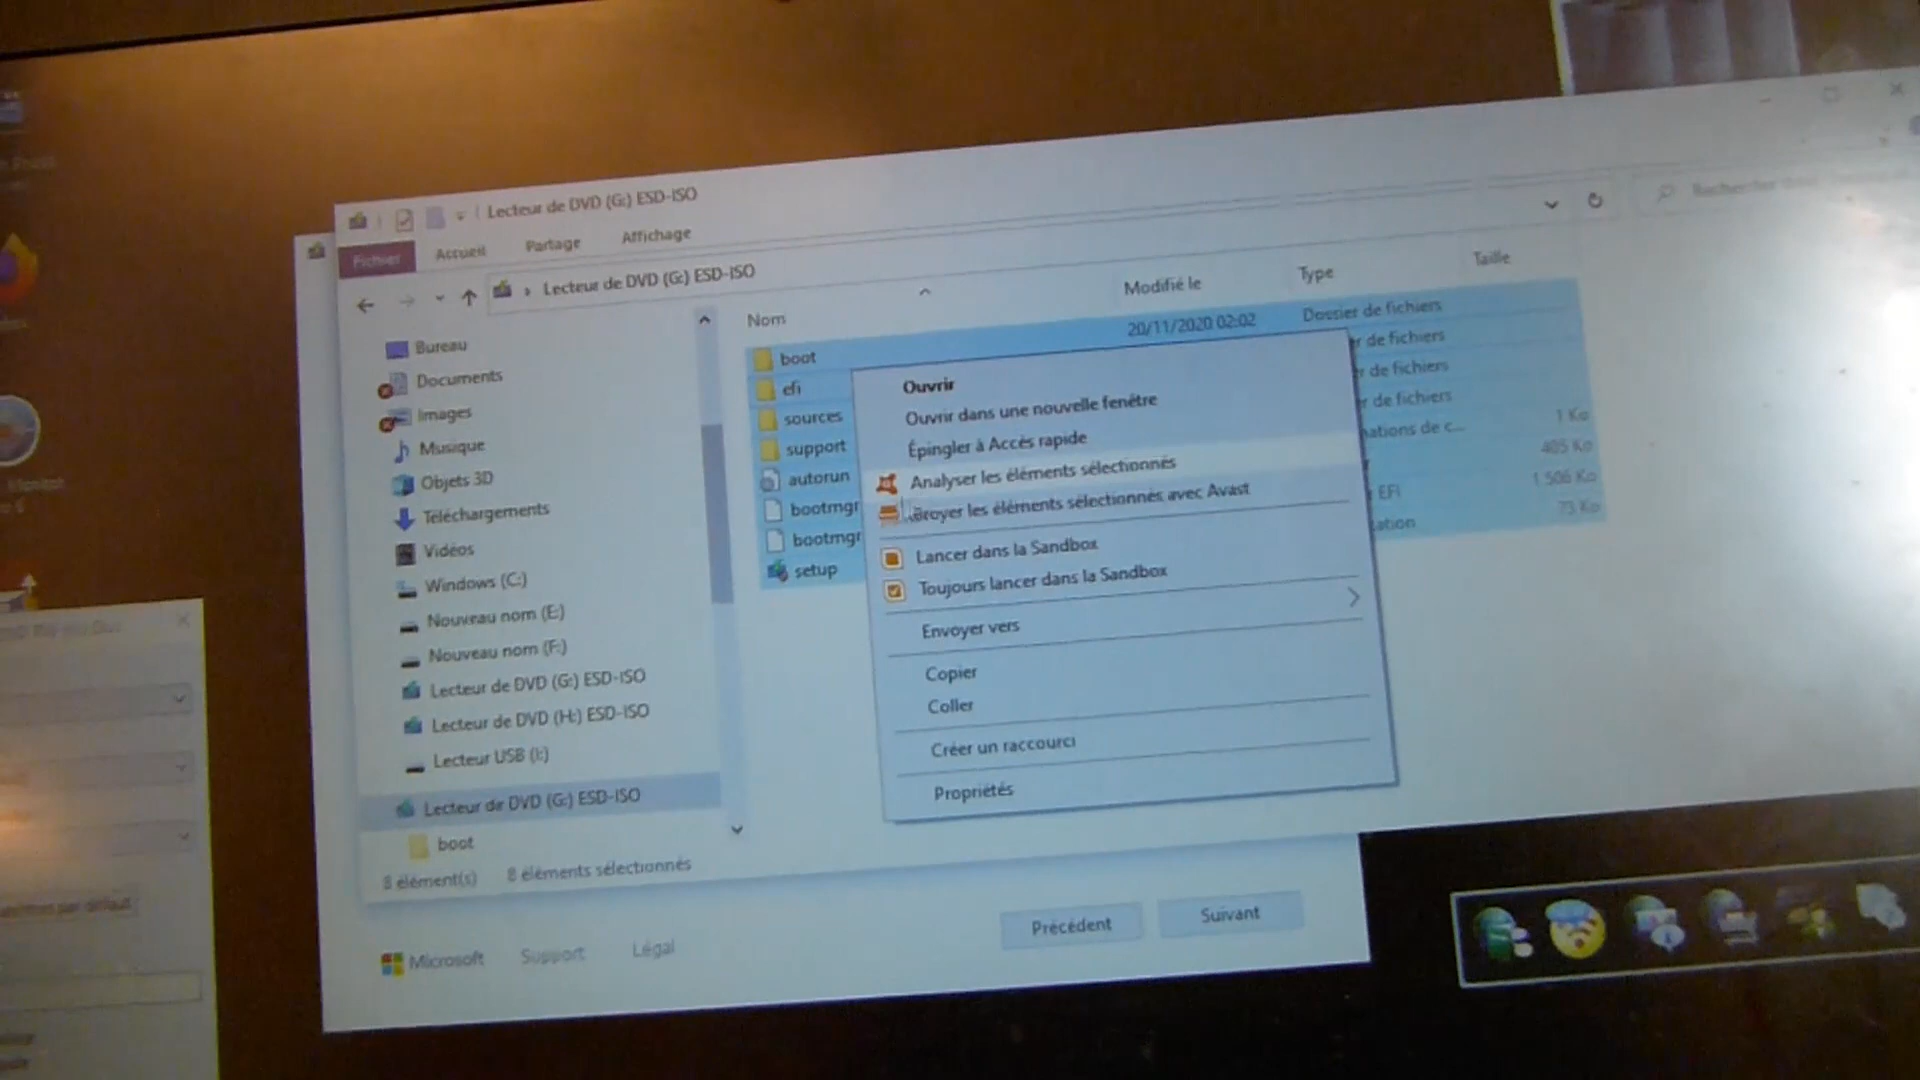 Lecteur de DVD (G:) ESD-ISO
Fichier Accueil Partage Affichage
Lecteur de DVD (G:) ESD-ISO
Rechercher
Nom Modifié le Type Taille
Bureau
Documents
Images
Musique
Objets 3D
Téléchargements
Vidéos
Windows (C:)
Nouveau nom (E:)
Nouveau nom (F:)
Lecteur de DVD (G:) ESD-ISO
Lecteur de DVD (H:) ESD-ISO
Lecteur USB (I:)
Lecteur de DVD (G:) ESD-ISO
boot
8 élément(s) 8 éléments sélectionnés
boot 20/11/2020 02:02 Dossier de fichiers
efi de fichiers
sources de fichiers
support de fichiers
autorun 1 Ko
bootmgr 405 Ko
bootmgr EFI 1 506 Ko
setup 73 Ko
Ouvrir
Ouvrir dans une nouvelle fenêtre
Épingler à Accès rapide
Analyser les éléments sélectionnés
les éléments sélectionnés avec Avast
Lancer dans la Sandbox
Toujours lancer dans la Sandbox
Envoyer vers
Copier
Coller
Créer un raccourci
Propriétés
Précédent Suivant
Microsoft Support Légal